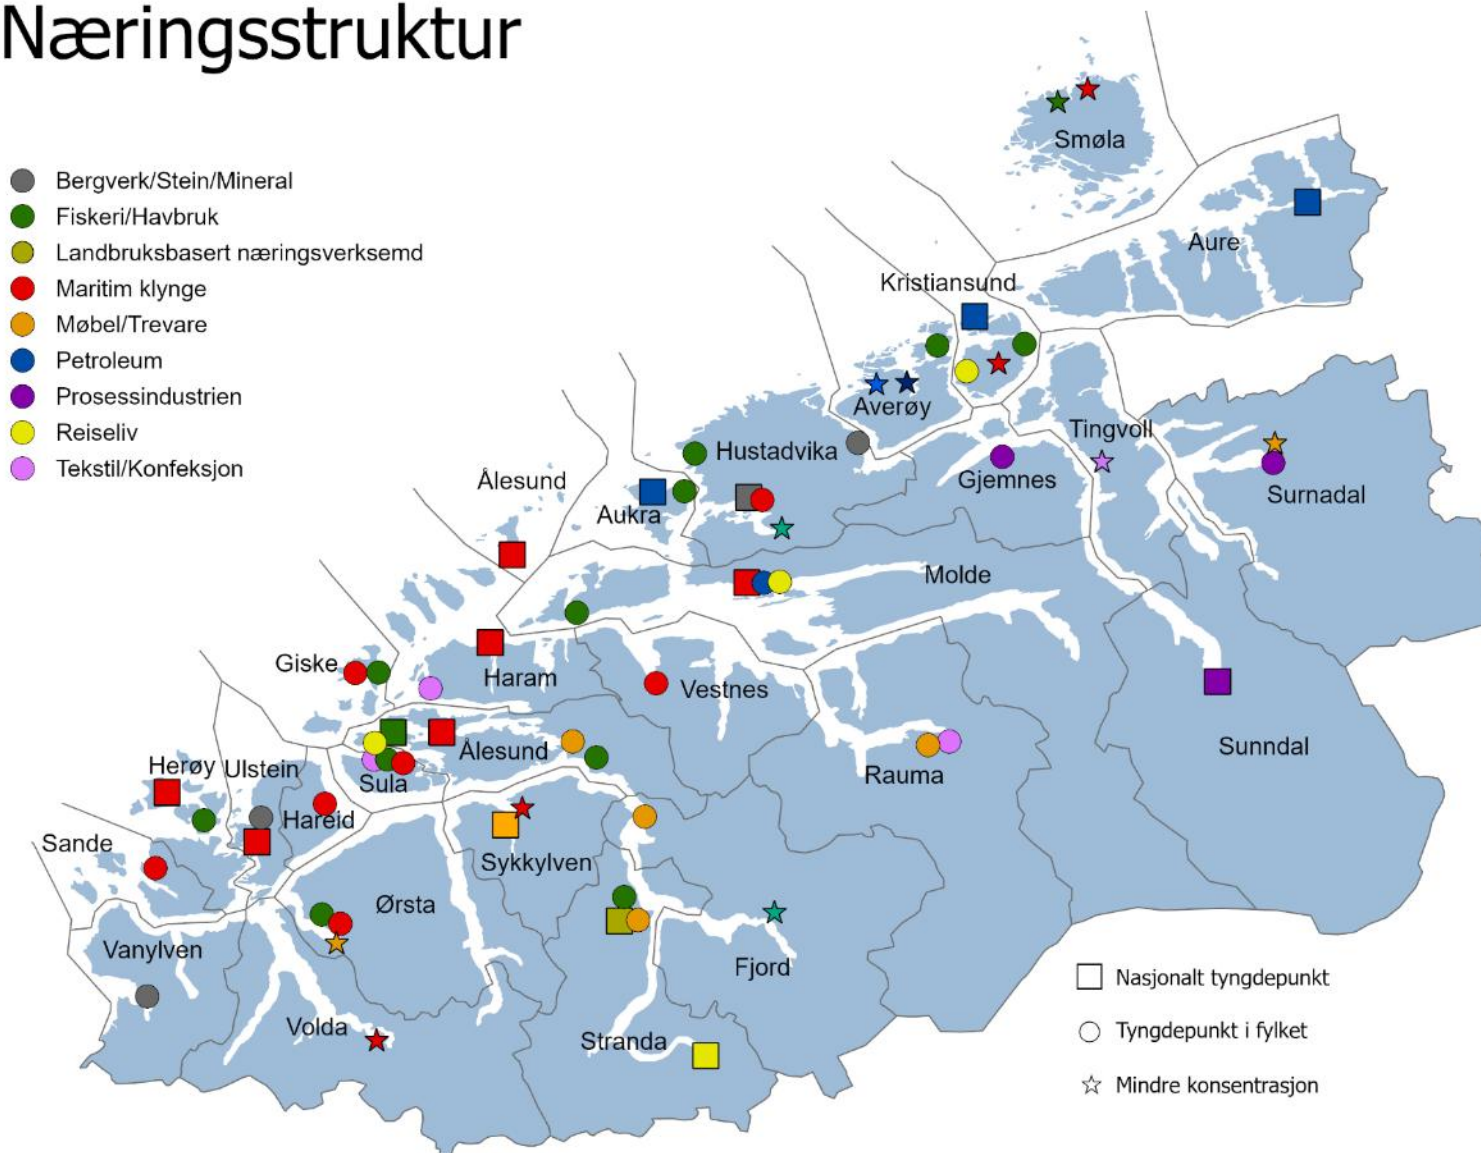 Næringsstruktur
Bergverk/Stein/Mineral
Fiskeri/Havbruk
Landbruksbasert næringsverksemd
Maritim klynge
Møbel/Trevare
Petroleum
Prosessindustrien
Reiseliv
Tekstil/Konfeksjon
Smøla
Aure
Kristiansund
Averøy
Tingvoll
Hustadvika
Gjemnes
Surnadal
Ålesund
Aukra
Molde
Giske
Haram
Vestnes
Sunndal
Ålesund
Rauma
Herøy
Ulstein
Sula
Hareid
Sande
Sykkylven
Ørsta
Vanylven
Fjord
Volda
Stranda
Nasjonalt tyngdepunkt
Tyngdepunkt i fylket
Mindre konsentrasjon